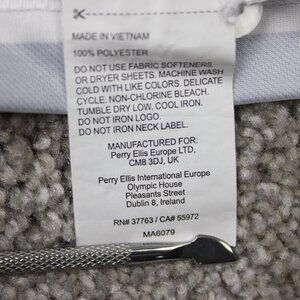 MADE IN VIETNAM
100% POLYESTER
DO NOT USE FABRIC SOFTENERS
OR DRYER SHEETS. MACHINE WASH
COLD WITH LIKE COLORS. DELICATE
CYCLE. NON-CHLORINE BLEACH.
TUMBLE DRY LOW. COOL IRON.
DO NOT IRON LOGO.
DO NOT IRON NECK LABEL.
MANUFACTURED FOR:
Perry Ellis Europe LTD,
CM8 3DJ, UK
Perry Ellis International Europe
Olympic House
Pleasants Street
Dublin 8, Ireland
RN# 37763 / CA# 55972
MA6079